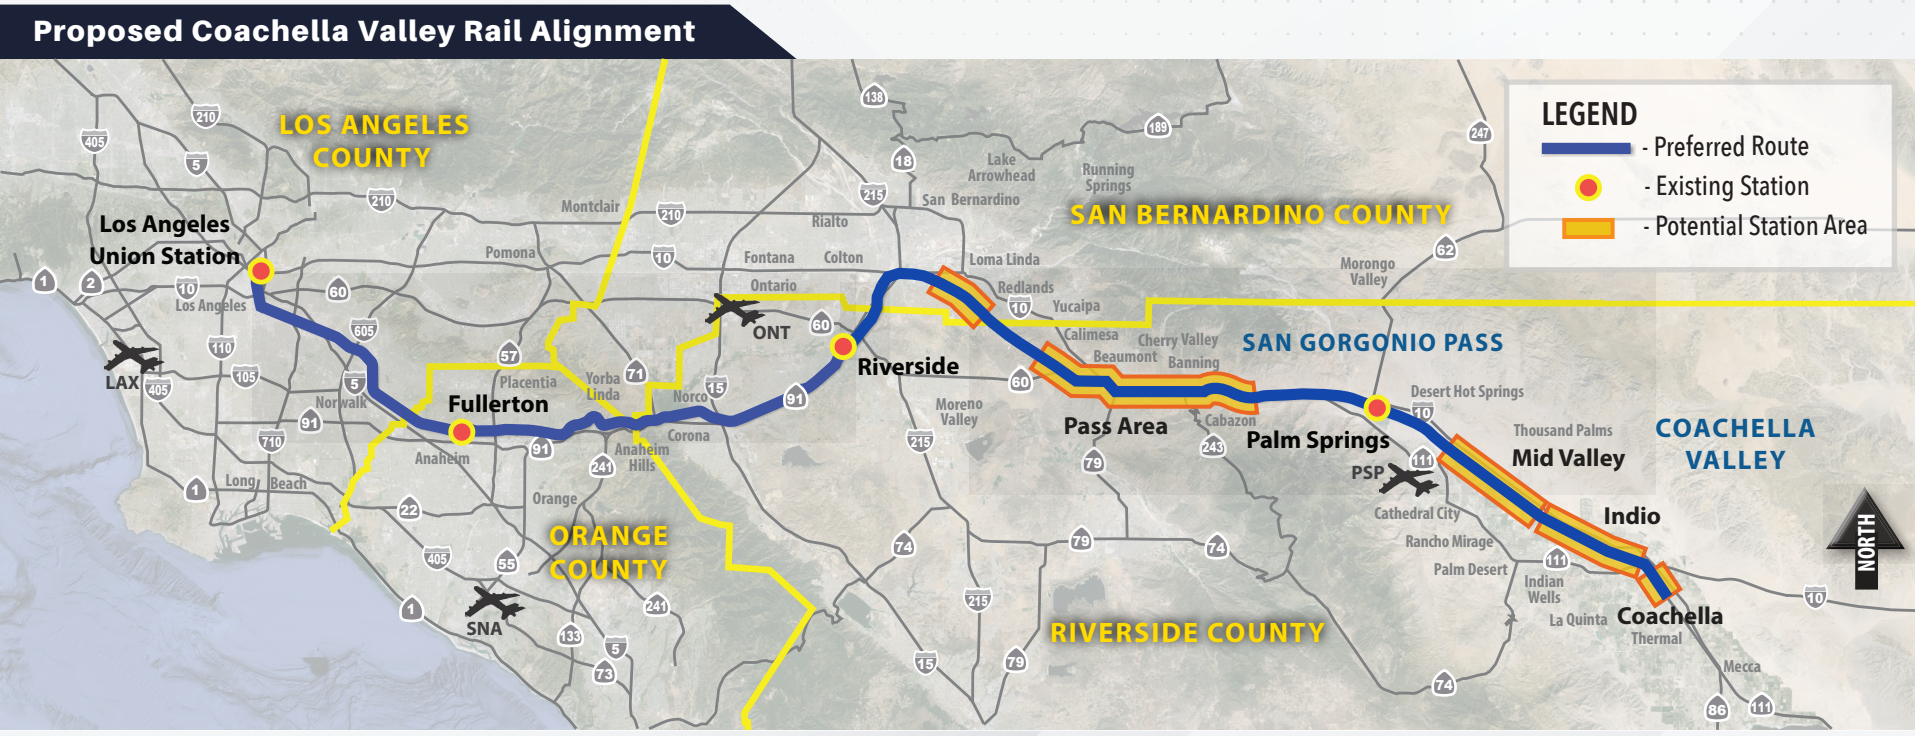 Proposed Coachella Valley Rail Alignment
LEGEND
- Preferred Route
- Existing Station
- Potential Station Area
LOS ANGELES
COUNTY
SAN BERNARDINO COUNTY
ORANGE
COUNTY
RIVERSIDE COUNTY
SAN GORGONIO PASS
COACHELLA
VALLEY
Los Angeles
Union Station
Fullerton
Riverside
Pass Area
Palm Springs
Mid Valley
Indio
Coachella
LAX
ONT
SNA
PSP
NORTH
Los Angeles
Norwalk
Long Beach
Pomona
Montclair
Placentia
Yorba
Linda
Anaheim
Anaheim
Hills
Orange
Norco
Corona
Ontario
Fontana
Colton
Rialto
San Bernardino
Lake
Arrowhead
Running
Springs
Loma Linda
Redlands
Yucaipa
Calimesa
Cherry Valley
Beaumont
Banning
Cabazon
Moreno
Valley
Morongo
Valley
Desert Hot Springs
Thousand Palms
Cathedral City
Rancho Mirage
Palm Desert
Indian
Wells
La Quinta
Thermal
Mecca
210
405
5
210
210
138
18
215
189
247
62
1
2
10
60
10
605
110
105
405
5
57
71
15
60
91
10
60
91
710
91
241
1
22
405
55
1
133
5
73
241
215
74
79
79
243
74
215
15
79
74
10
111
111
10
86
111